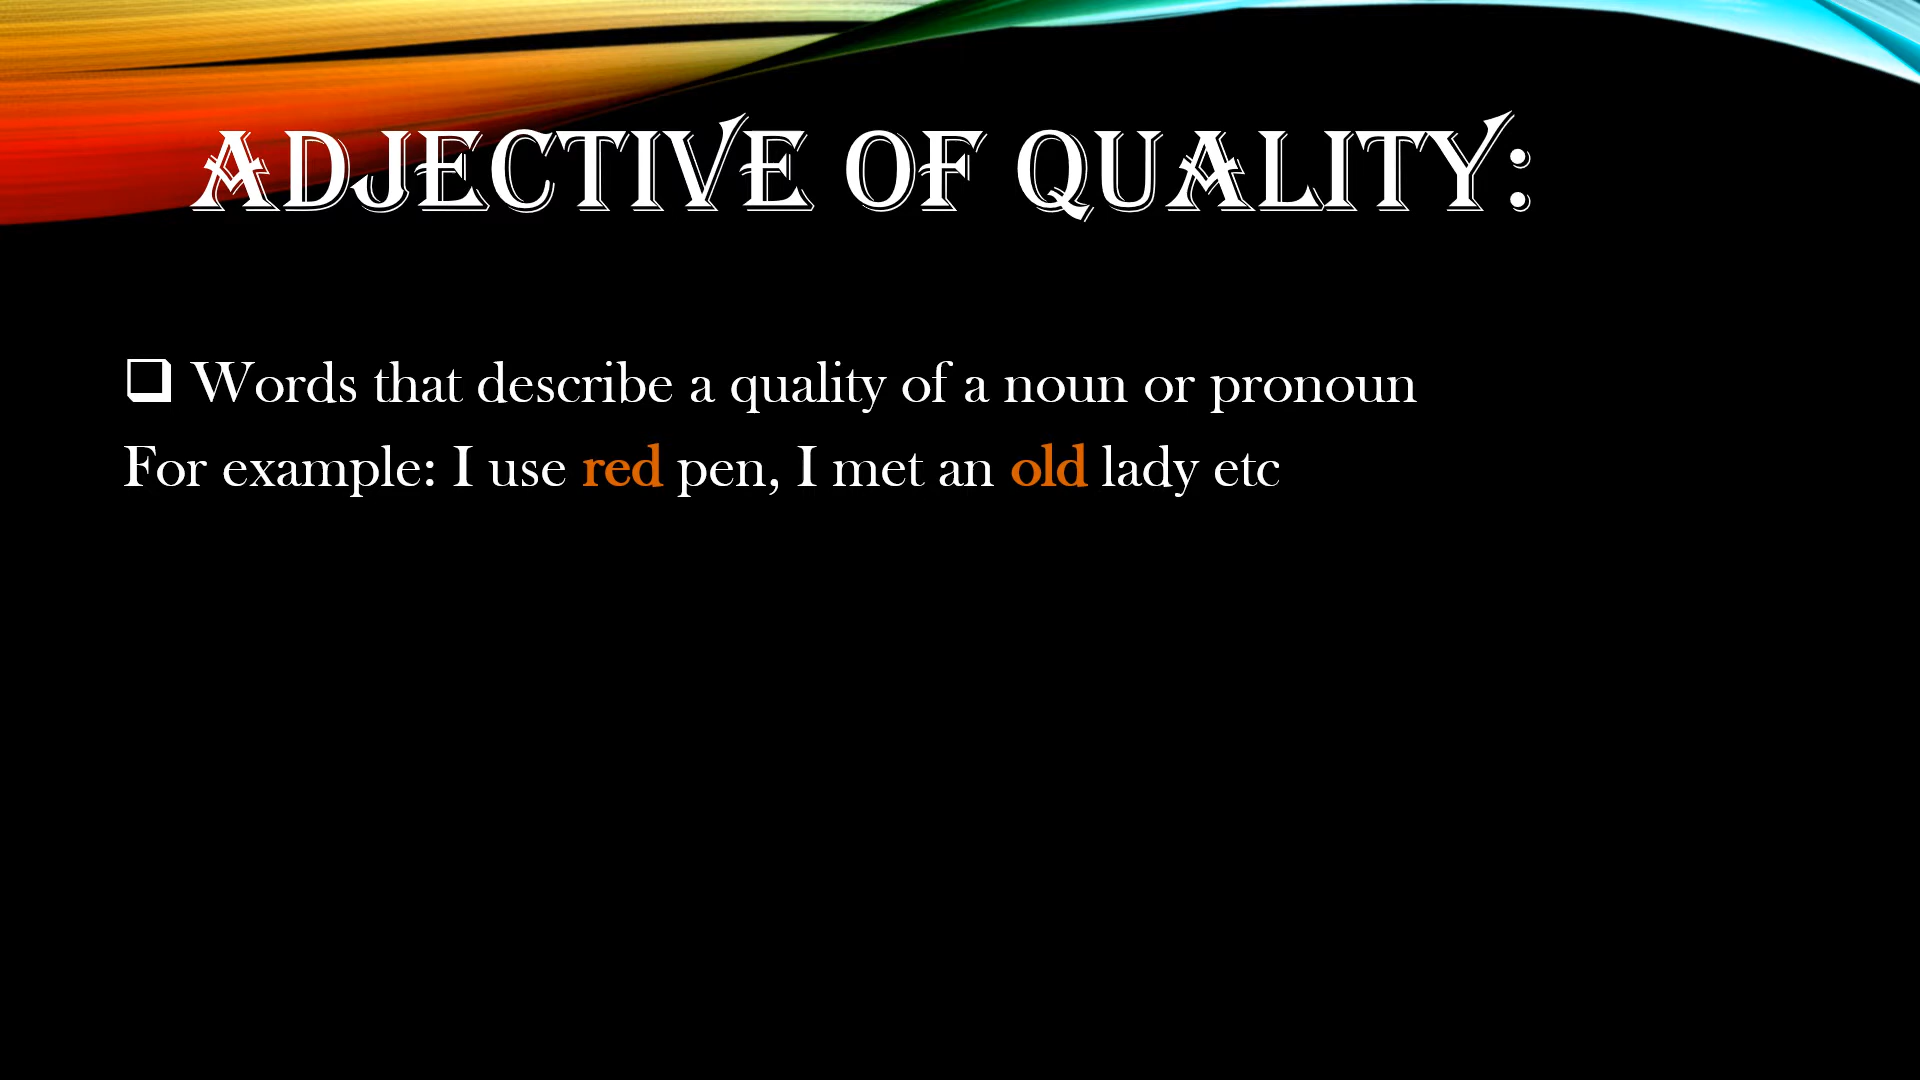 ADJECTIVE OF QUALITY:
❑ Words that describe a quality of a noun or pronoun
For example: I use red pen, I met an old lady etc